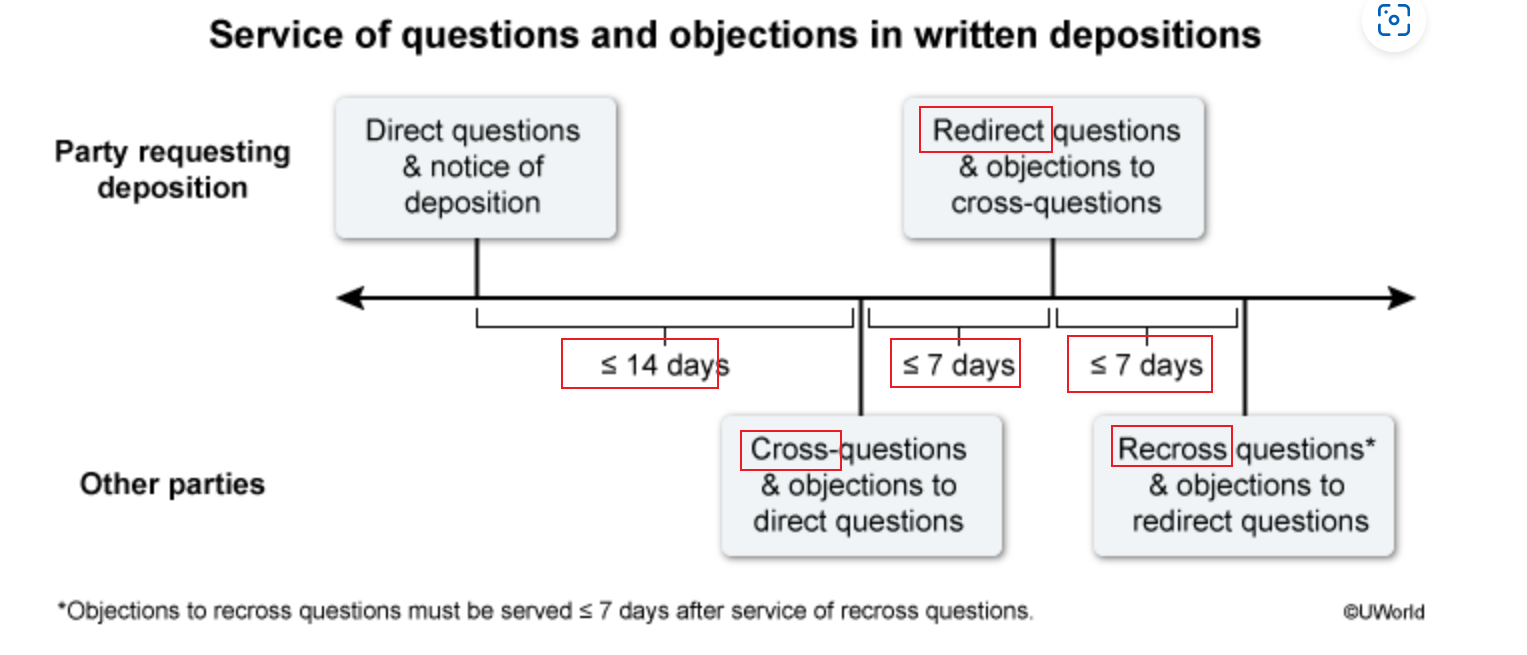 Service of questions and objections in written depositions
Party requesting
deposition
Direct questions
& notice of
deposition
Redirect questions
& objections to
cross-questions
≤ 14 days
≤ 7 days
≤ 7 days
Other parties
Cross-questions
& objections to
direct questions
Recross questions*
& objections to
redirect questions
*Objections to recross questions must be served ≤ 7 days after service of recross questions.
©UWorld